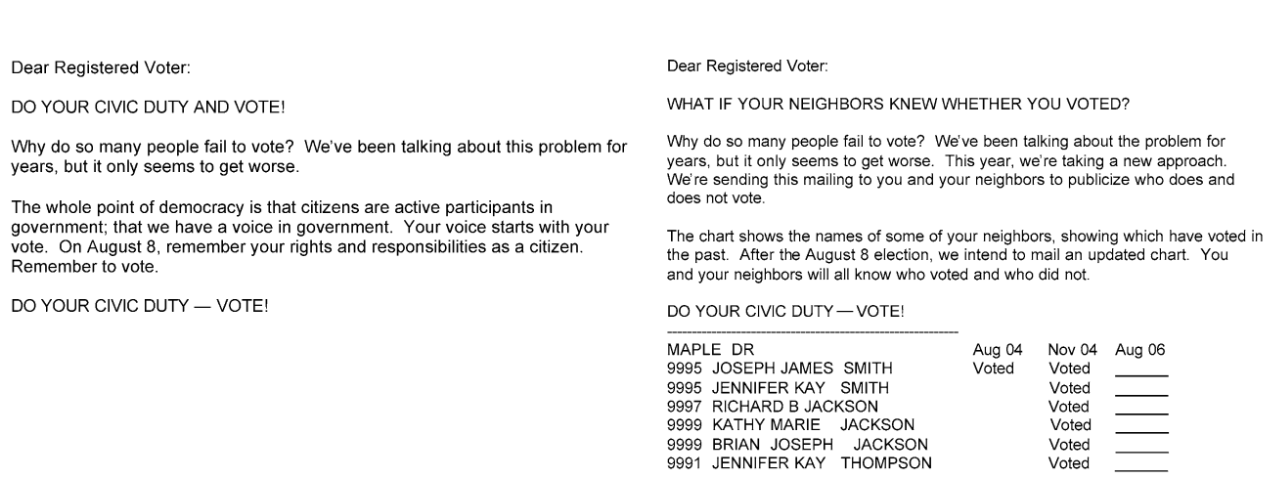 Dear Registered Voter:
DO YOUR CIVIC DUTY AND VOTE!
Why do so many people fail to vote?  We've been talking about this problem for
years, but it only seems to get worse.
The whole point of democracy is that citizens are active participants in
government; that we have a voice in government.  Your voice starts with your
vote.  On August 8, remember your rights and responsibilities as a citizen.
Remember to vote.
DO YOUR CIVIC DUTY — VOTE!
Dear Registered Voter:
WHAT IF YOUR NEIGHBORS KNEW WHETHER YOU VOTED?
Why do so many people fail to vote?  We've been talking about the problem for
years, but it only seems to get worse.  This year, we're taking a new approach.
We're sending this mailing to you and your neighbors to publicize who does and
does not vote.
The chart shows the names of some of your neighbors, showing which have voted in
the past.  After the August 8 election, we intend to mail an updated chart.  You
and your neighbors will all know who voted and who did not.
DO YOUR CIVIC DUTY — VOTE!
------------------------------------------------------------
MAPLE DR Aug 04 Nov 04 Aug 06
9995 JOSEPH JAMES SMITH Voted Voted ______
9995 JENNIFER KAY SMITH Voted ______
9997 RICHARD B JACKSON Voted ______
9999 KATHY MARIE JACKSON Voted ______
9999 BRIAN JOSEPH JACKSON Voted ______
9991 JENNIFER KAY THOMPSON Voted ______